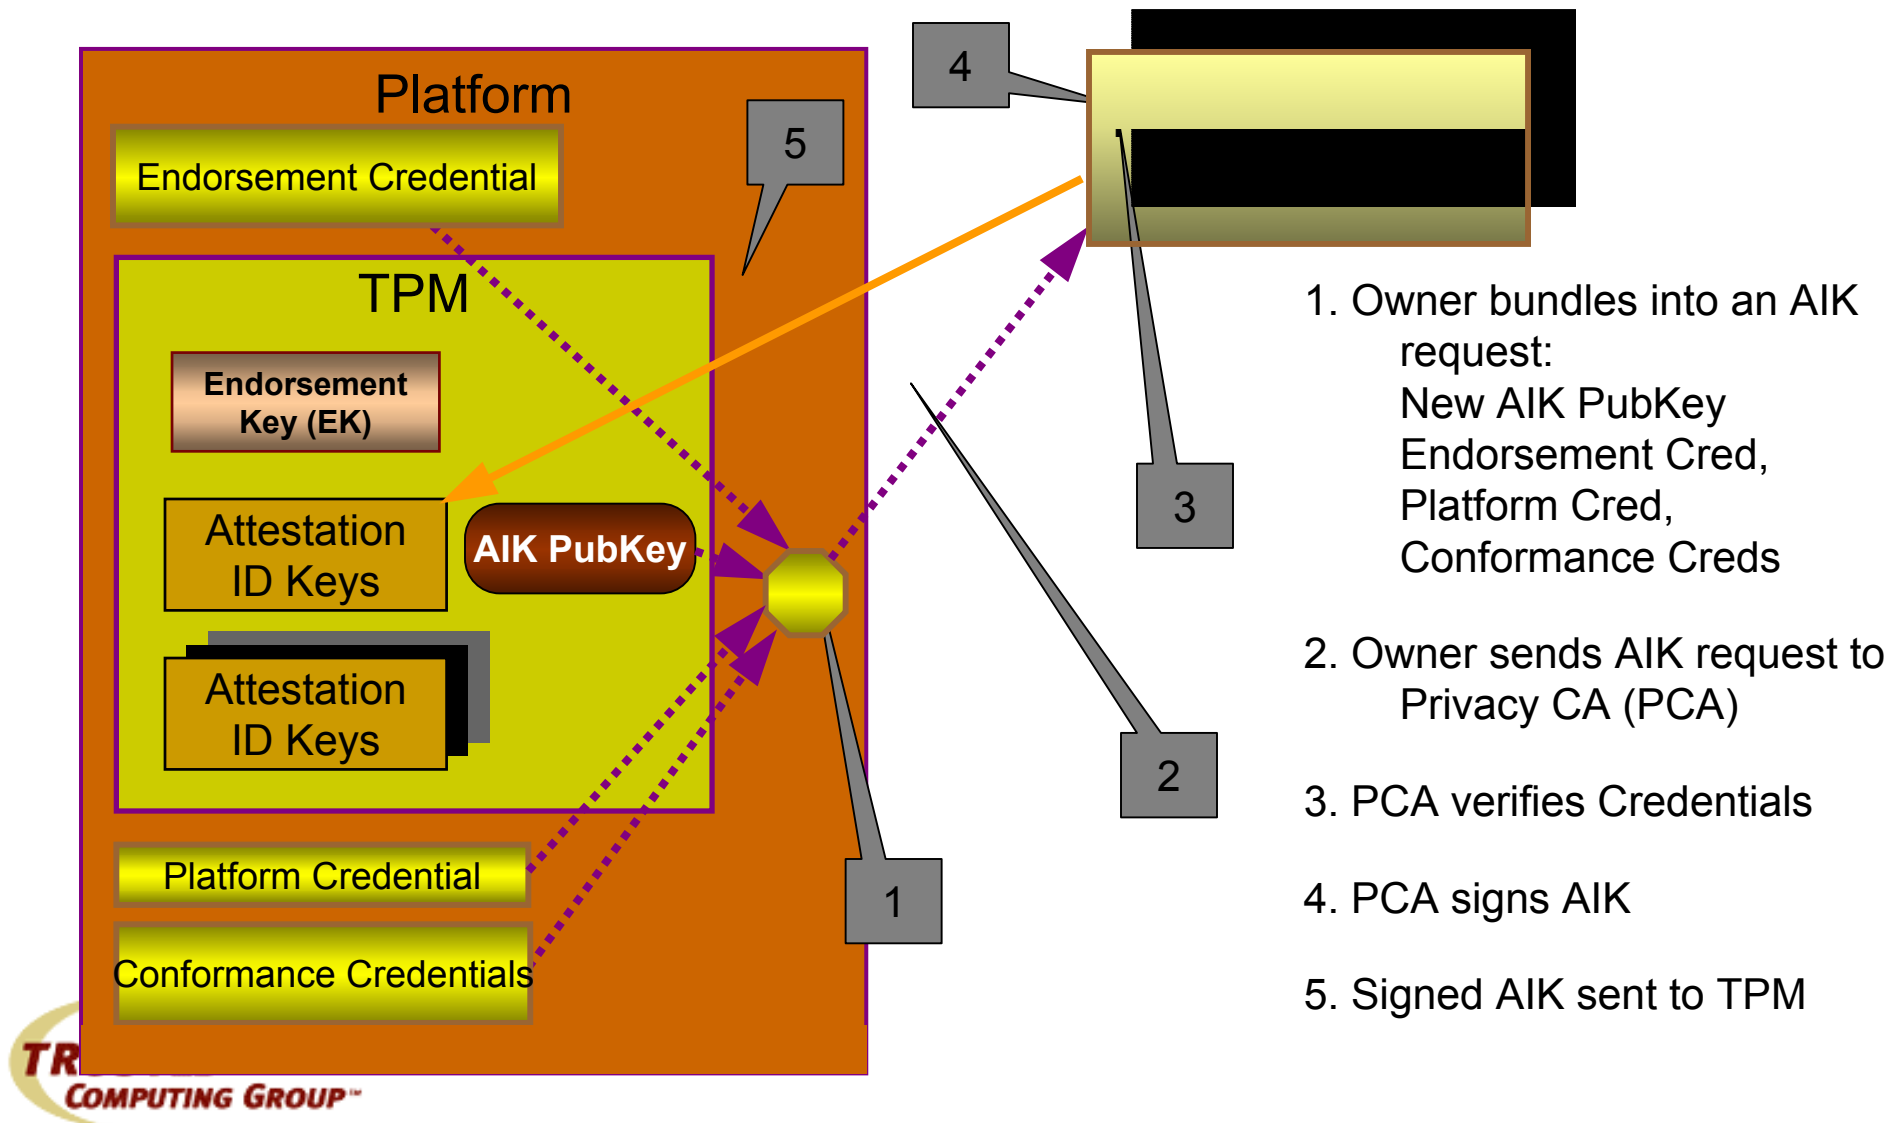 Platform
Endorsement Credential
TPM
Endorsement
Key (EK)
Attestation
ID Keys
AIK PubKey
Attestation
ID Keys
Platform Credential
Conformance Credentials
5
4
3
2
1
1. Owner bundles into an AIK
request:
New AIK PubKey
Endorsement Cred,
Platform Cred,
Conformance Creds
2. Owner sends AIK request to
Privacy CA (PCA)
3. PCA verifies Credentials
4. PCA signs AIK
5. Signed AIK sent to TPM
COMPUTING GROUP™